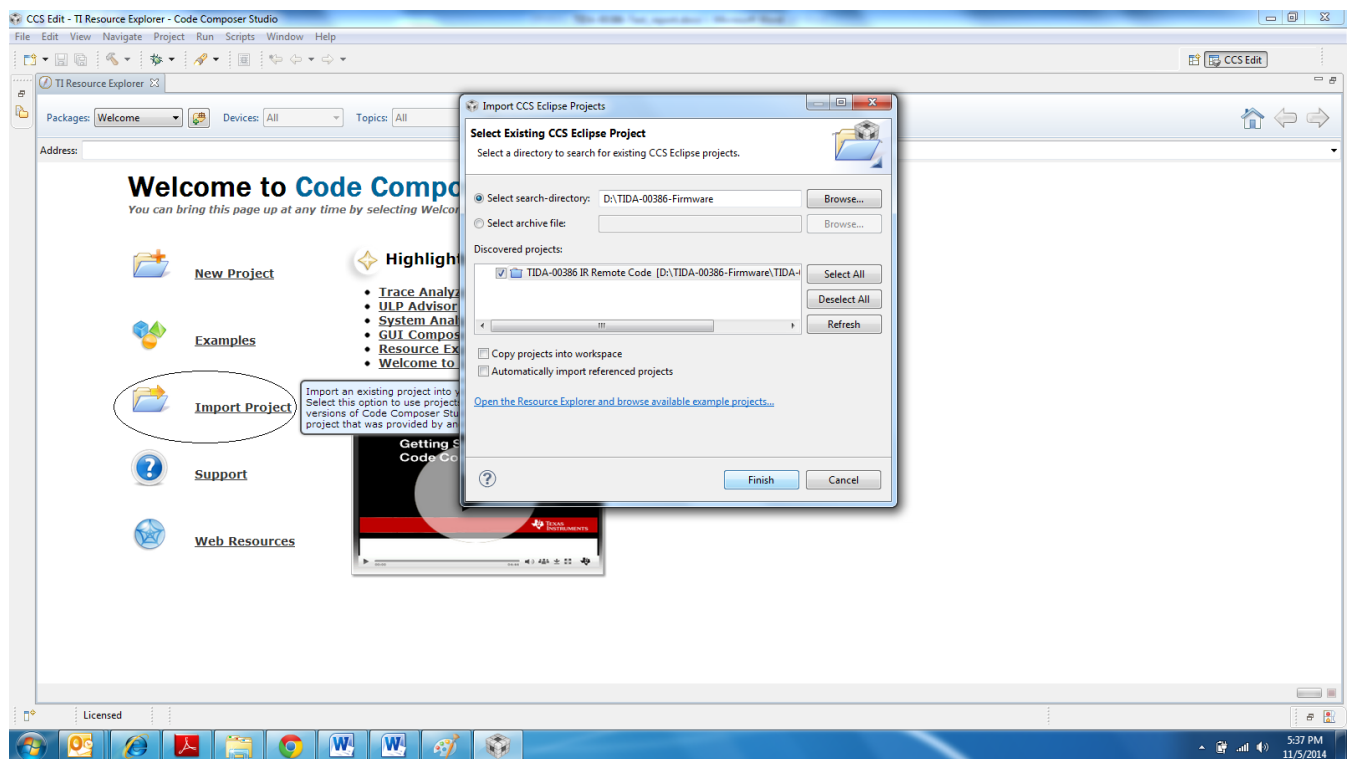 CCS Edit - TI Resource Explorer - Code Composer Studio
File Edit View Navigate Project Run Scripts Window Help
CCS Edit
TI Resource Explorer
Packages: Welcome Devices: All Topics: All
Address:
Welcome to Code Compo
You can bring this page up at any time by selecting Welcor
New Project
Examples
Import Project
Support
Web Resources
Highlight
Trace Analyz
ULP Advisor
System Anal
GUI Compos
Resource Ex
Welcome to
Import an existing project into y
Select this option to use projects
versions of Code Composer Stu
project that was provided by an
Getting S
Code Co
TEXAS
INSTRUMENTS
Import CCS Eclipse Projects
Select Existing CCS Eclipse Project
Select a directory to search for existing CCS Eclipse projects.
Select search-directory: D:\TIDA-00386-Firmware Browse...
Select archive file: Browse...
Discovered projects:
TIDA-00386 IR Remote Code [D:\TIDA-00386-Firmware\TIDA-
Select All
Deselect All
Refresh
Copy projects into workspace
Automatically import referenced projects
Open the Resource Explorer and browse available example projects...
Finish Cancel
Licensed
5:37 PM
11/5/2014